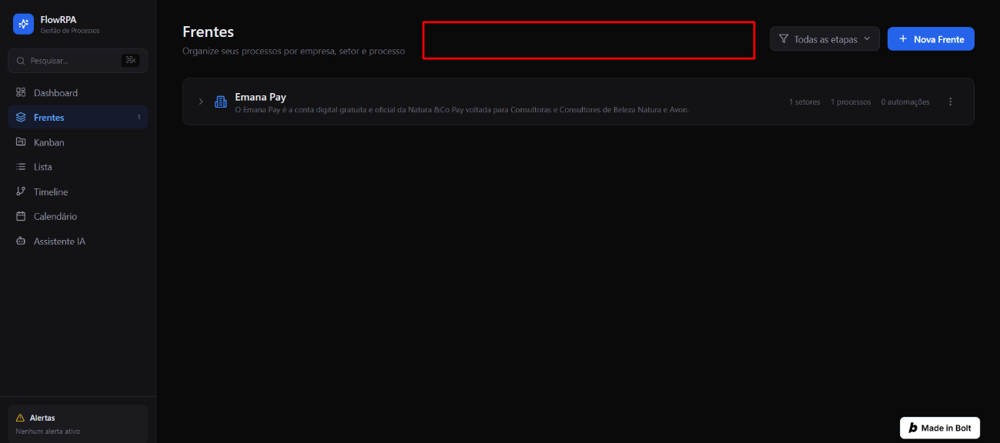 FlowRPA
Gestão de Processos
Pesquisar...
⌘K
Dashboard
Frentes 1
Kanban
Lista
Timeline
Calendário
Assistente IA
Alertas
Nenhum alerta ativo
Frentes
Organize seus processos por empresa, setor e processo
Todas as etapas
+ Nova Frente
Emana Pay
O Emana Pay é a conta digital gratuita e oficial da Natura &Co Pay voltada para Consultoras e Consultores de Beleza Natura e Avon.
1 setores 1 processos 0 automações
b Made in Bolt